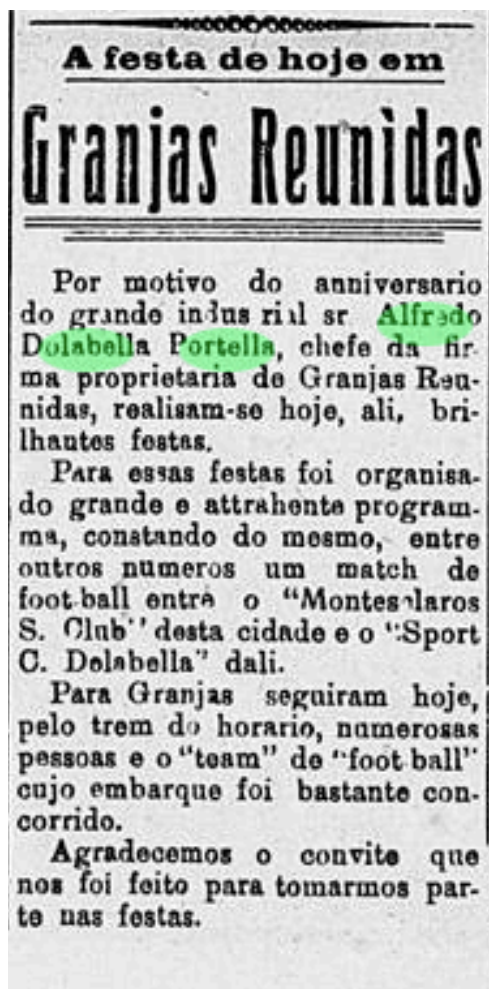 A festa de hoje em
Granjas Reunidas
Por motivo do anniversario
do grande industrial sr Alfredo
Dolabella Portella, chefe da fir-
ma proprietaria de Granjas Reu-
nidas, realisam-se hoje, ali, bri-
lhantes festas.
Para essas festas foi organisa-
do grande e attrahente program-
ma, constando do mesmo, entre
outros numeros um match de
foot-ball entre o "Montesclaros
S. Club" desta cidade e o "Sport
C. Dolabella" dali.
Para Granjas seguiram hoje,
pelo trem do horario, numerosas
pessoas e o "team" de "foot ball"
cujo embarque foi bastante con-
corrido.
Agradecemos o convite que
nos foi feito para tomarmos par-
te nas festas.